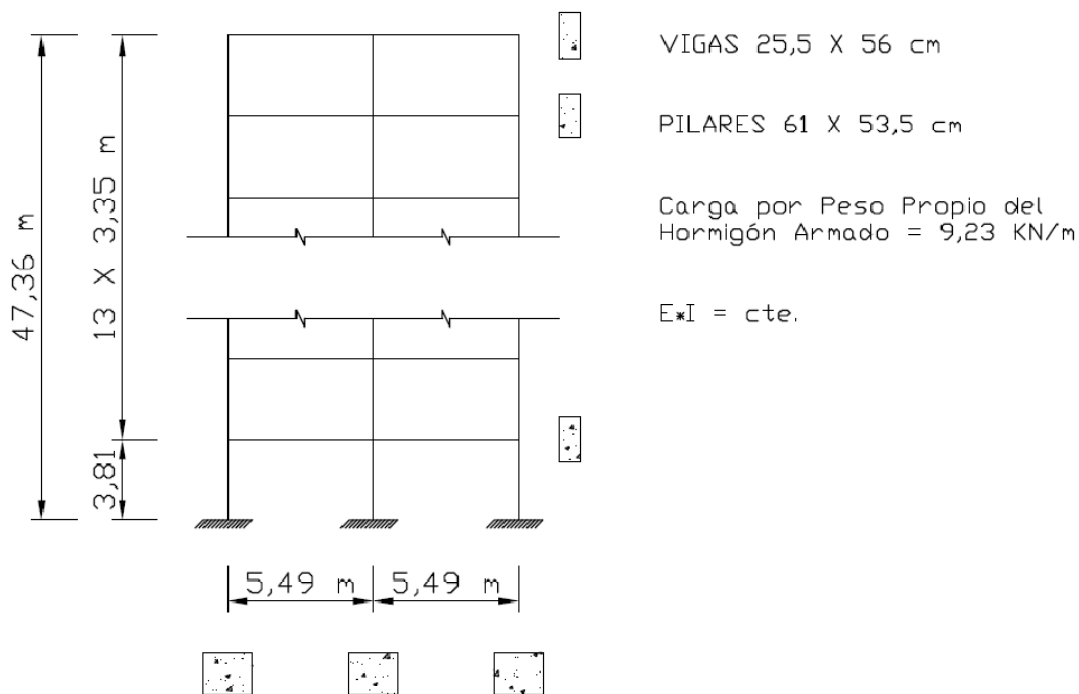 VIGAS 25,5 X 56 cm
PILARES 61 X 53,5 cm
Carga por Peso Propio del
Hormigón Armado = 9,23 KN/m
E*I = cte.
47,36 m
13 X 3,35 m
3,81
5,49 m
5,49 m